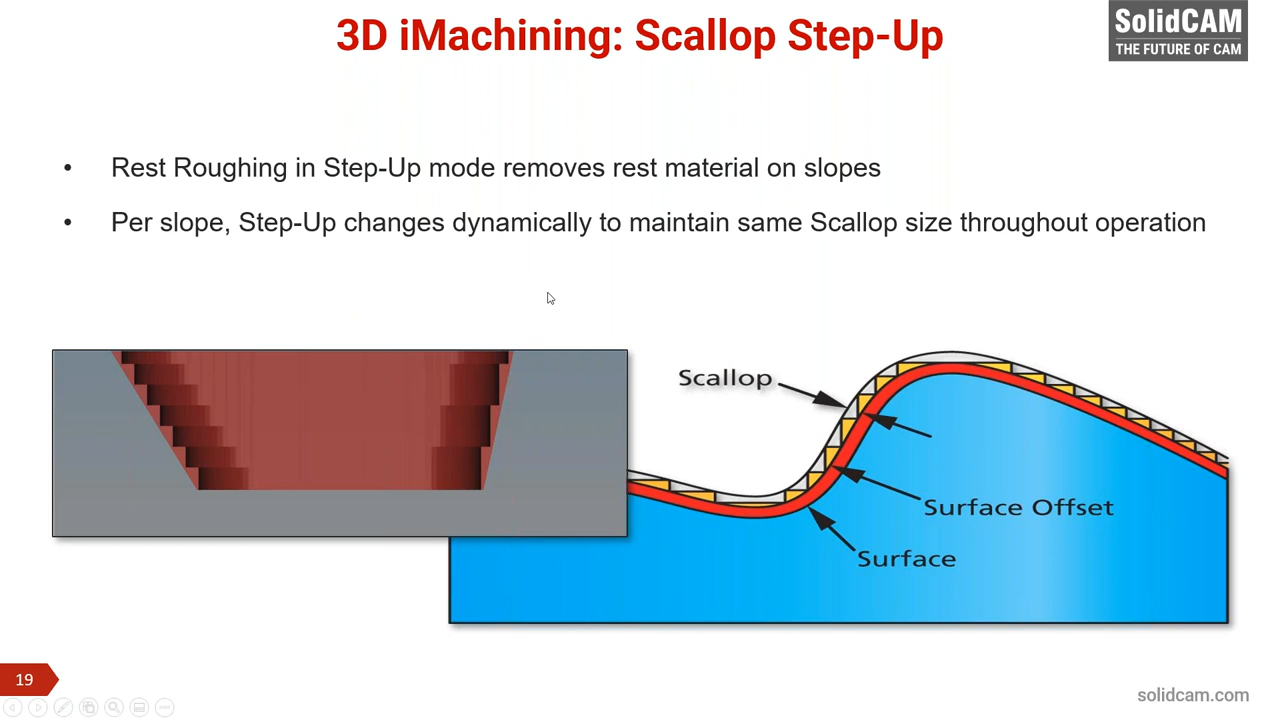 3D iMachining: Scallop Step-Up
SolidCAM
THE FUTURE OF CAM
• Rest Roughing in Step-Up mode removes rest material on slopes
• Per slope, Step-Up changes dynamically to maintain same Scallop size throughout operation
Scallop
Surface Offset
Surface
19
solidcam.com